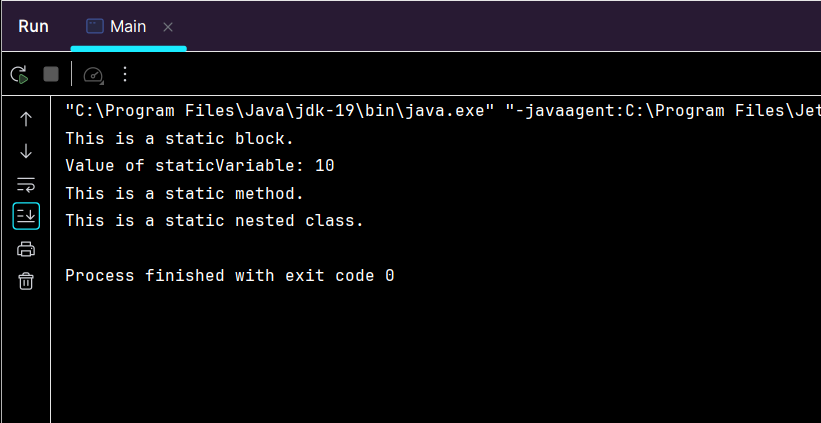 Run Main
"C:\Program Files\Java\jdk-19\bin\java.exe" "-javaagent:C:\Program Files\Jet
This is a static block.
Value of staticVariable: 10
This is a static method.
This is a static nested class.
Process finished with exit code 0